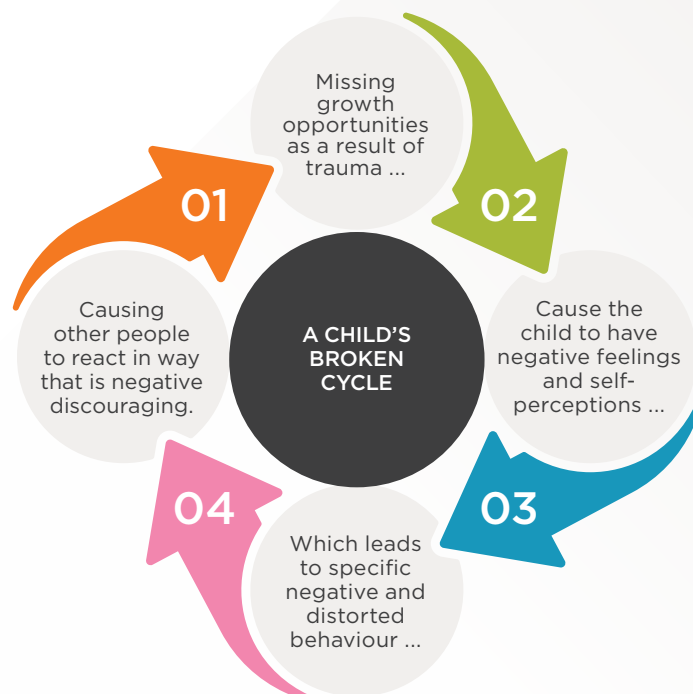 01
Missing
growth
opportunities
as a result of
trauma ...
02
Cause the
child to have
negative feelings
and self-
perceptions ...
03
Which leads
to specific
negative and
distorted
behaviour ...
04
Causing
other people
to react in way
that is negative
discouraging.
A CHILD'S
BROKEN
CYCLE